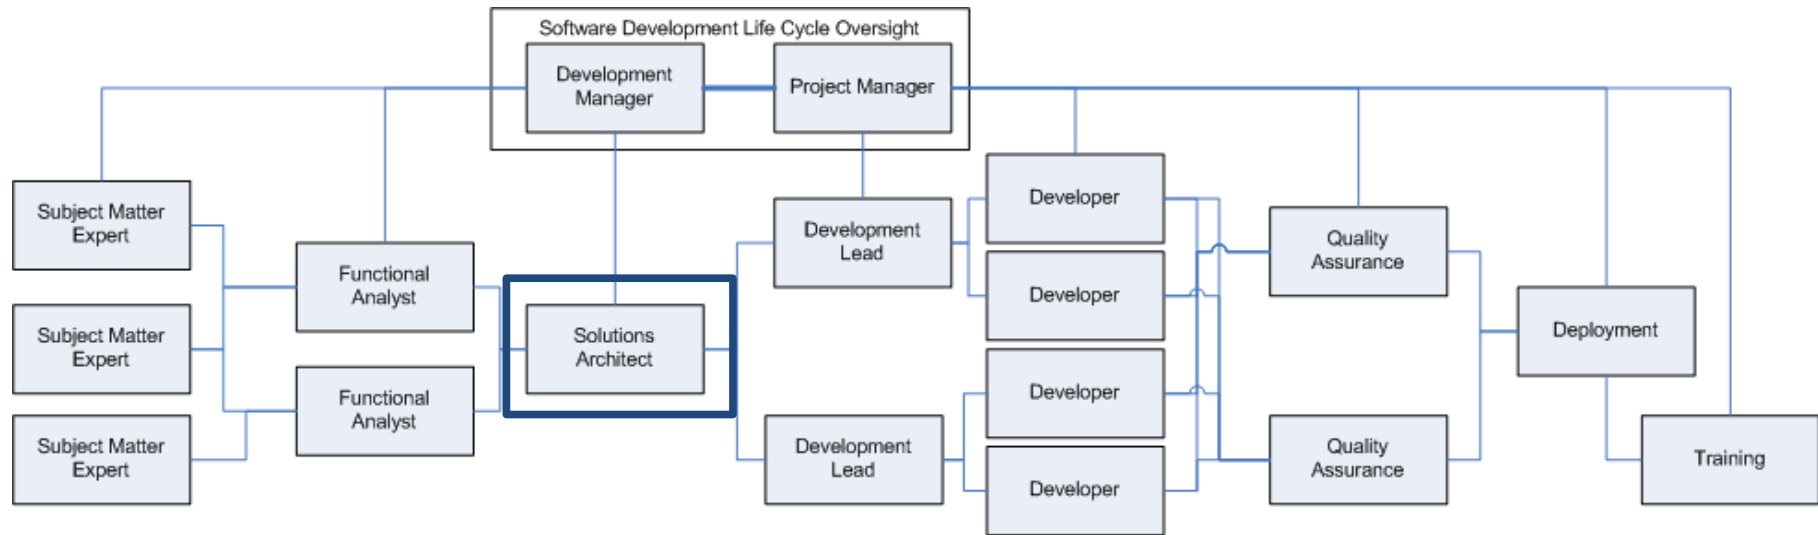 Software Development Life Cycle Oversight
Development
Manager
Project Manager
Subject Matter
Expert
Subject Matter
Expert
Subject Matter
Expert
Functional
Analyst
Functional
Analyst
Solutions
Architect
Development
Lead
Development
Lead
Developer
Developer
Developer
Developer
Quality
Assurance
Quality
Assurance
Deployment
Training